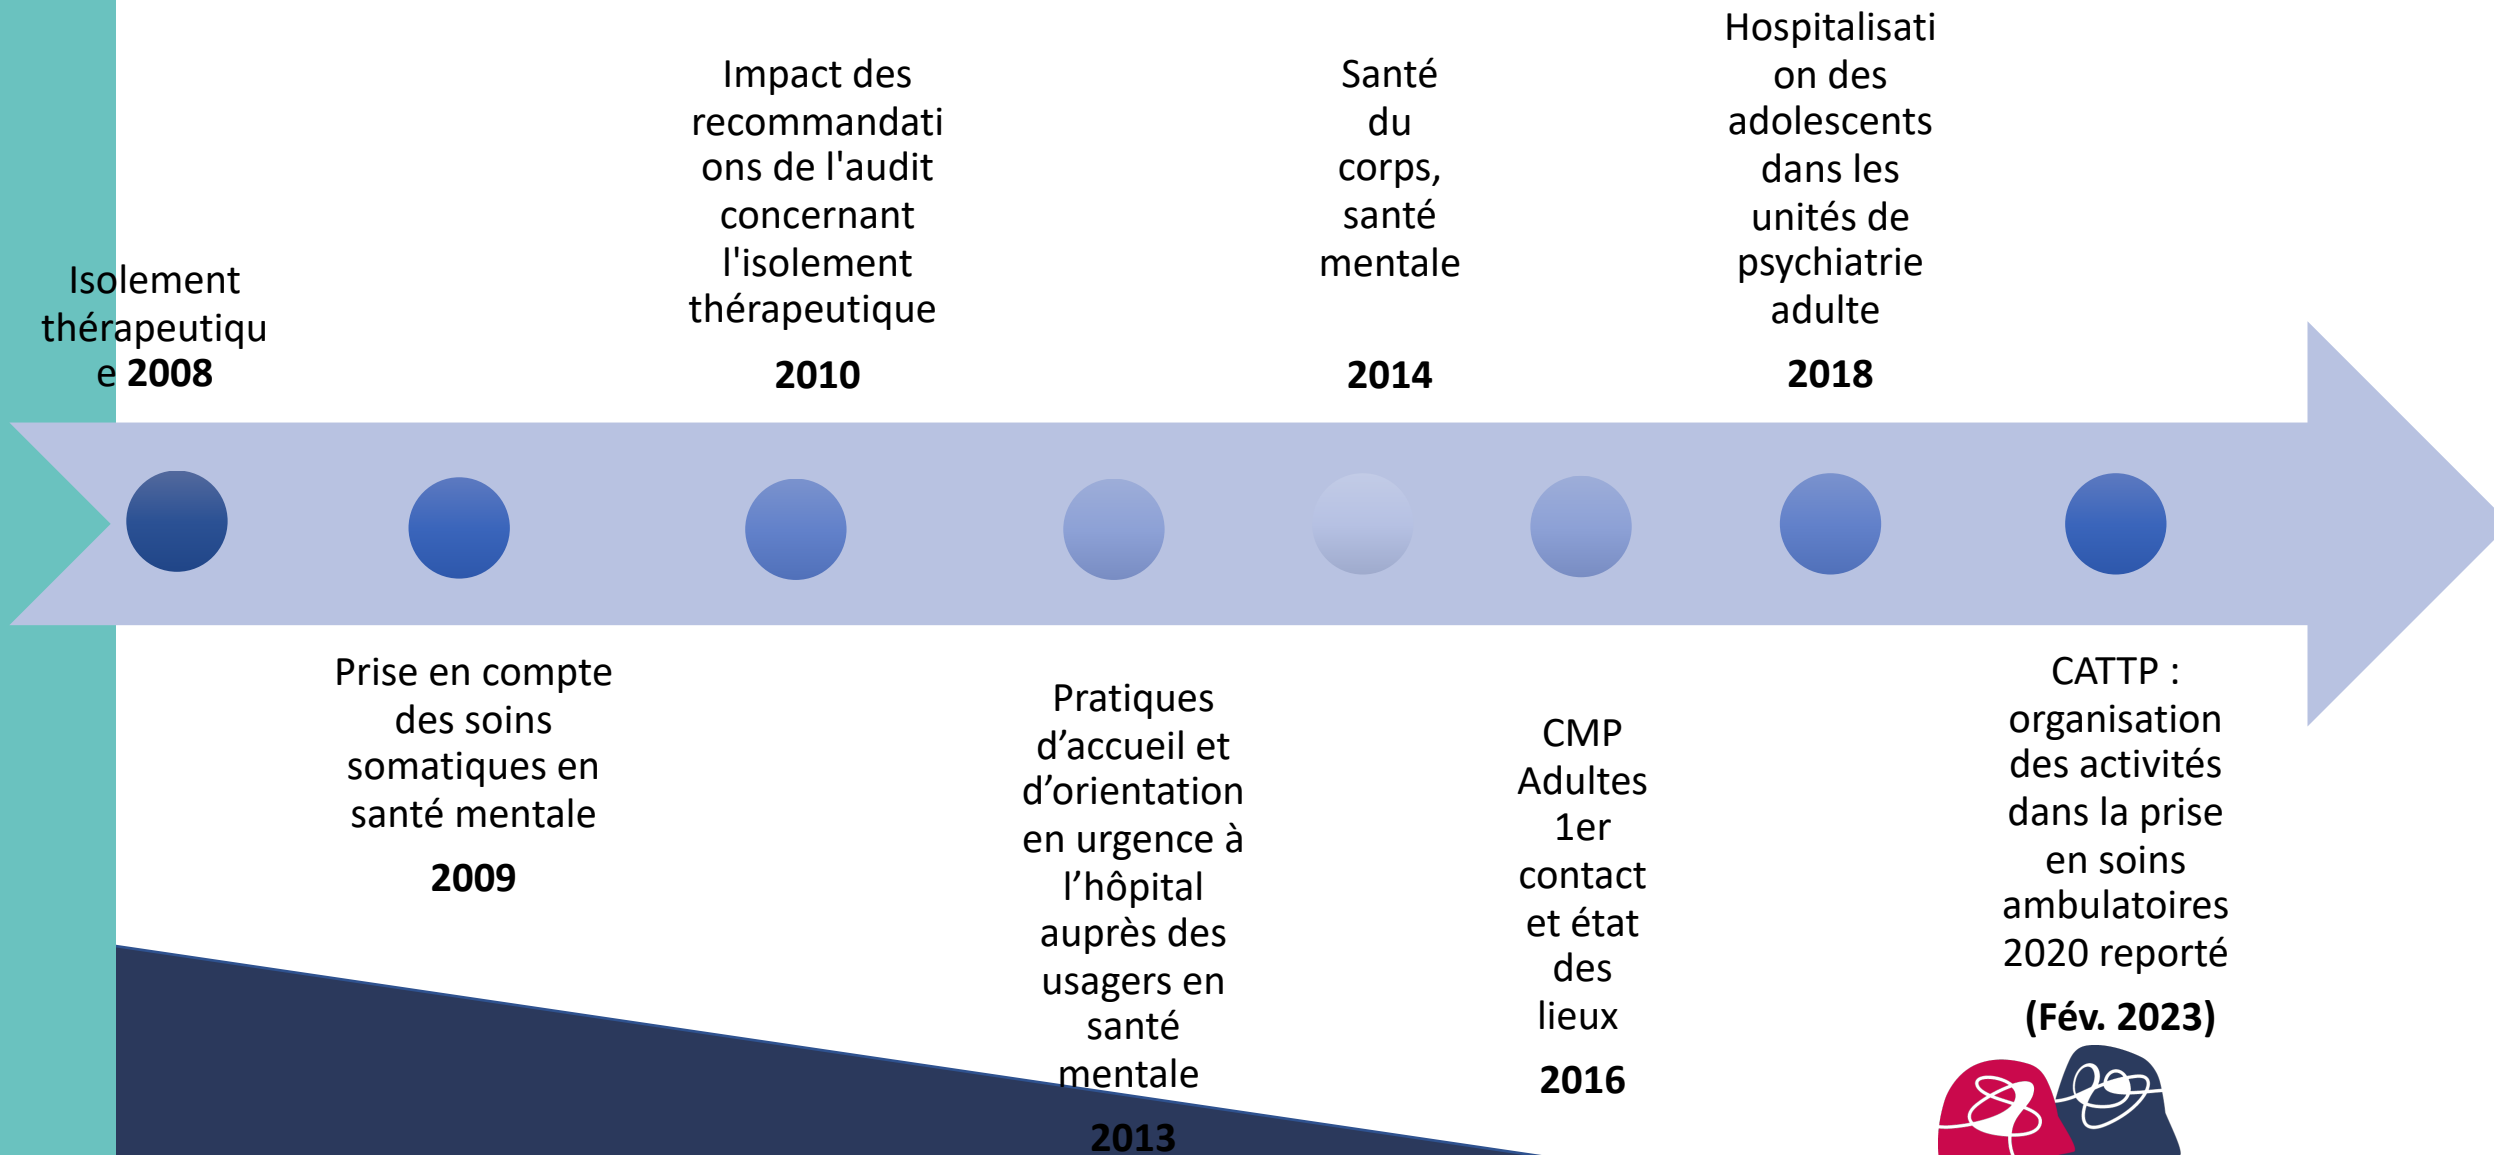 Isolement
thérapeutiqu
e 2008
Prise en compte
des soins
somatiques en
santé mentale
2009
Impact des
recommandati
ons de l'audit
concernant
l'isolement
thérapeutique
2010
Pratiques
d’accueil et
d’orientation
en urgence à
l’hôpital
auprès des
usagers en
santé
mentale
2013
Santé
du
corps,
santé
mentale
2014
CMP
Adultes
1er
contact
et état
des
lieux
2016
Hospitalisati
on des
adolescents
dans les
unités de
psychiatrie
adulte
2018
CATTP :
organisation
des activités
dans la prise
en soins
ambulatoires
2020 reporté
(Fév. 2023)